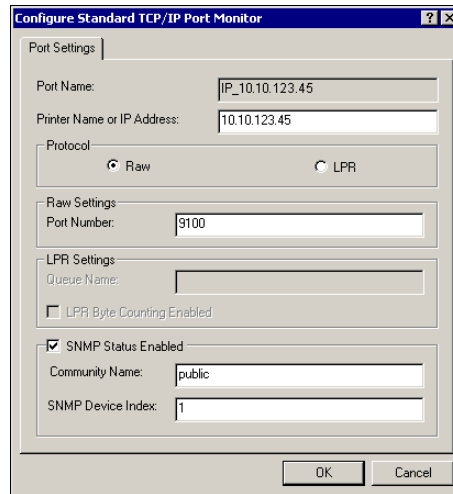 Configure Standard TCP/IP Port Monitor
Port Settings
Port Name: IP_10.10.123.45
Printer Name or IP Address: 10.10.123.45
Protocol
Raw LPR
Raw Settings
Port Number: 9100
LPR Settings
Queue Name:
LPR Byte Counting Enabled
SNMP Status Enabled
Community Name: public
SNMP Device Index: 1
OK Cancel